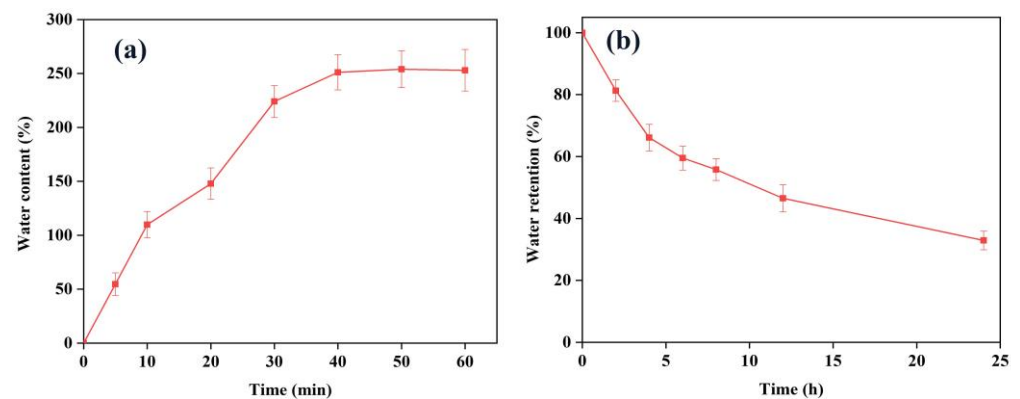 (a)
Water content (%)
300
250
200
150
100
50
0
0 10 20 30 40 50 60
Time (min)
(b)
Water retention (%)
100
80
60
40
20
0
0 5 10 15 20 25
Time (h)